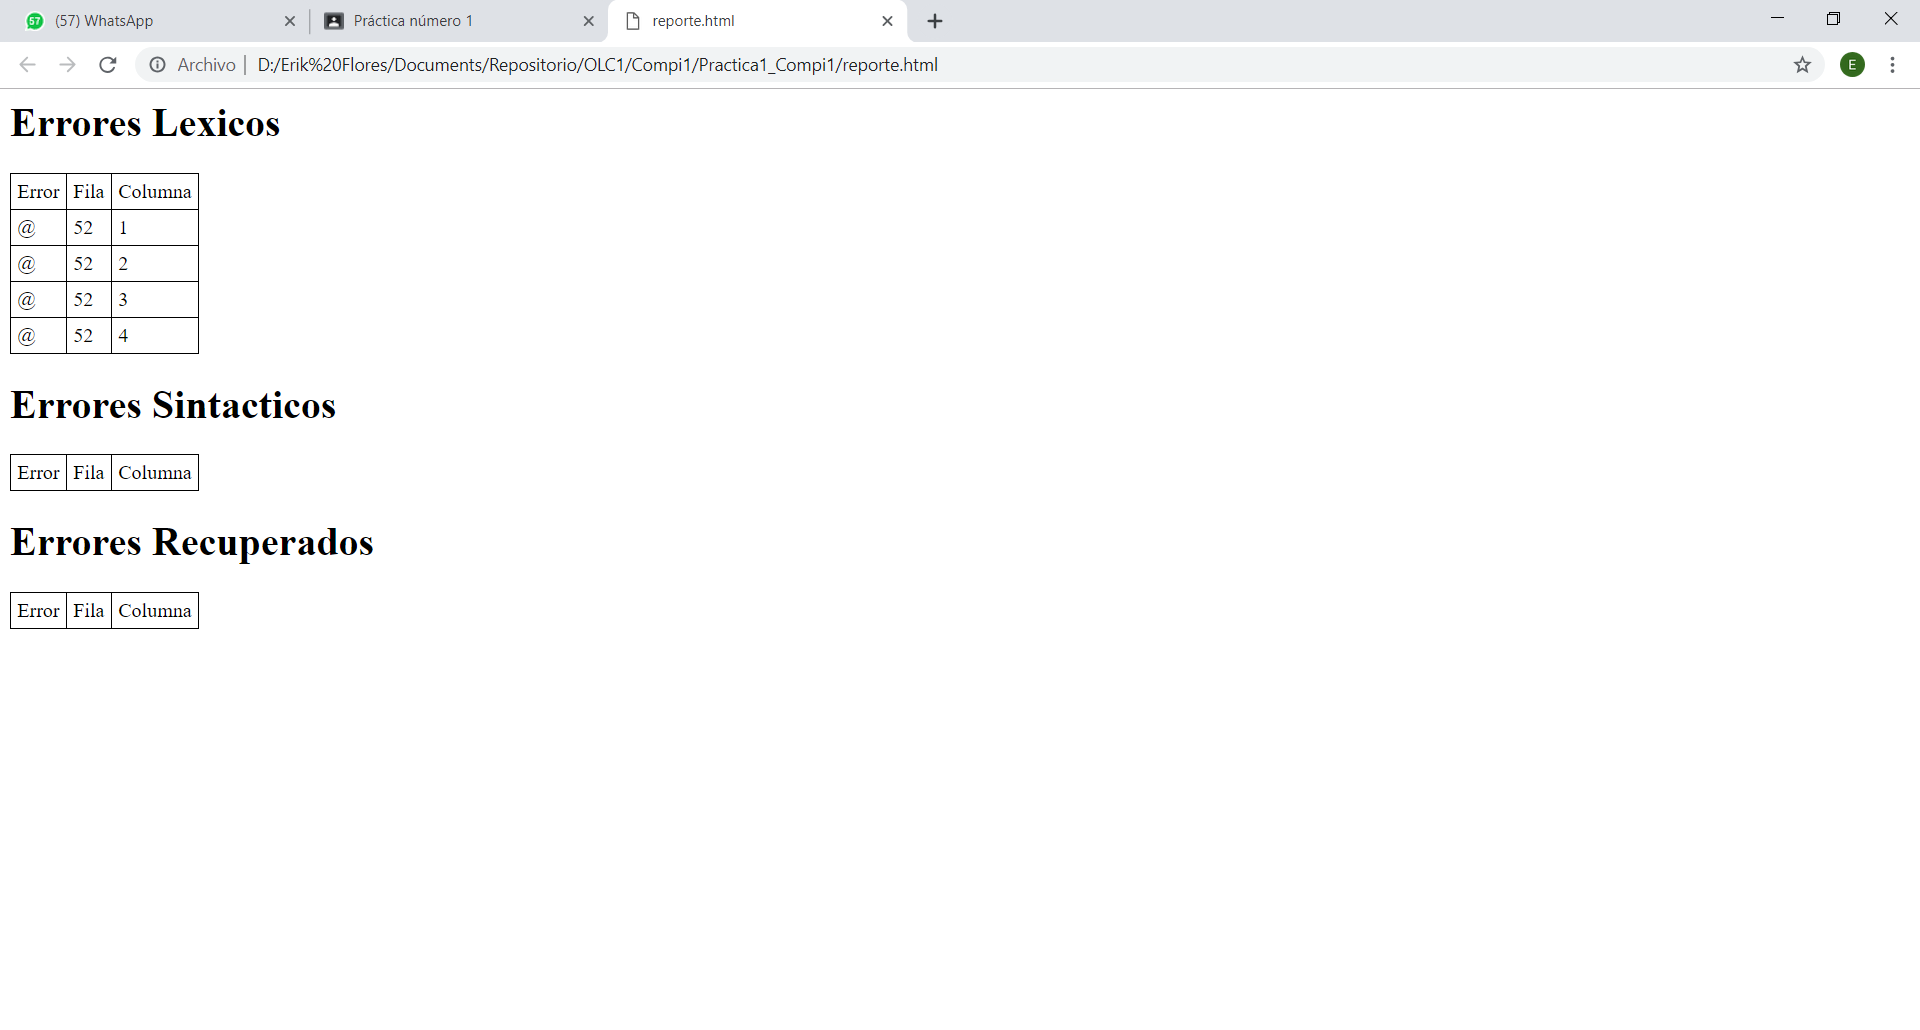 57 (57) WhatsApp Práctica número 1 reporte.html
Archivo | D:/Erik%20Flores/Documents/Repositorio/OLC1/Compi1/Practica1_Compi1/reporte.html E
Errores Lexicos
Error Fila Columna
@ 52 1
@ 52 2
@ 52 3
@ 52 4
Errores Sintacticos
Error Fila Columna
Errores Recuperados
Error Fila Columna